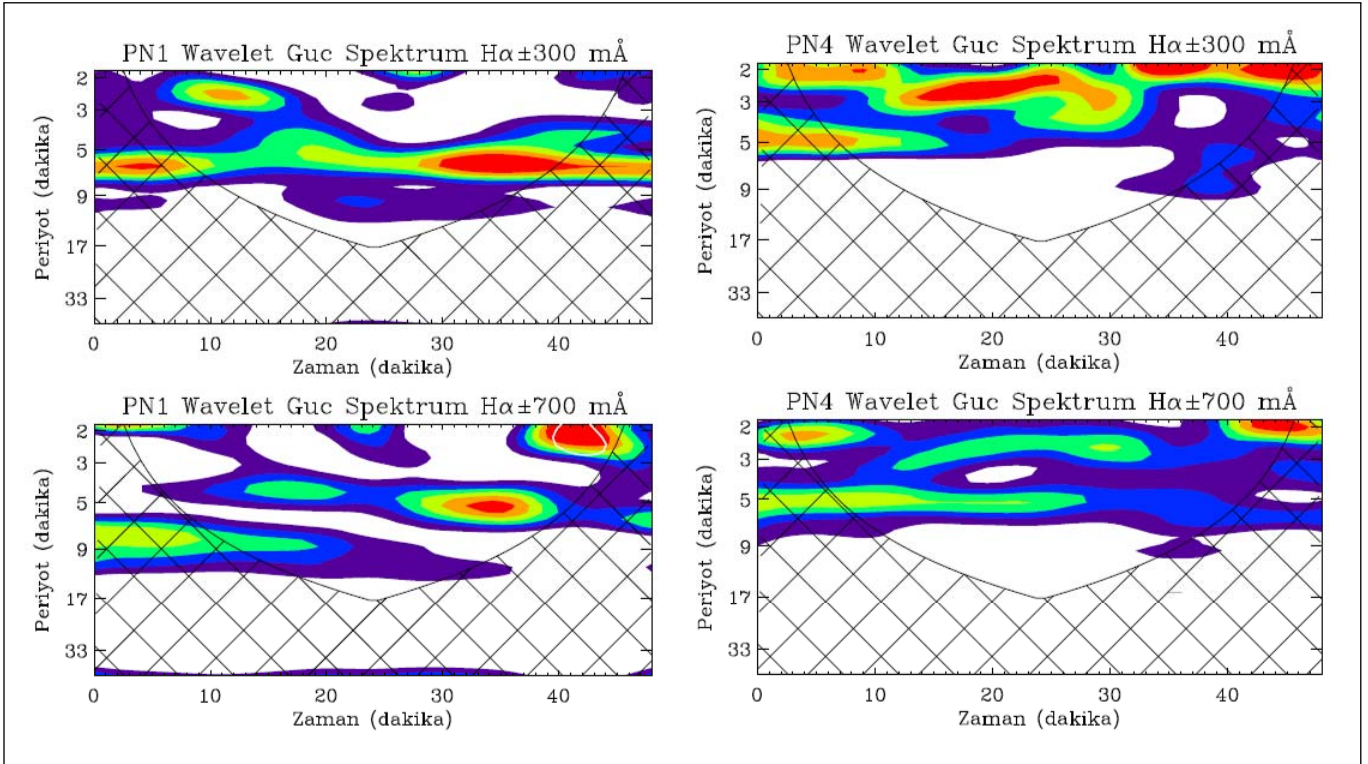 PN1 Wavelet Guc Spektrum Hα±300 mÅ
2
3
5
9
17
33
Periyot (dakika)
0 10 20 30 40
Zaman (dakika)
PN4 Wavelet Guc Spektrum Hα±300 mÅ
2
3
5
9
17
33
Periyot (dakika)
0 10 20 30 40
Zaman (dakika)
PN1 Wavelet Guc Spektrum Hα±700 mÅ
2
3
5
9
17
33
Periyot (dakika)
0 10 20 30 40
Zaman (dakika)
PN4 Wavelet Guc Spektrum Hα±700 mÅ
2
3
5
9
17
33
Periyot (dakika)
0 10 20 30 40
Zaman (dakika)